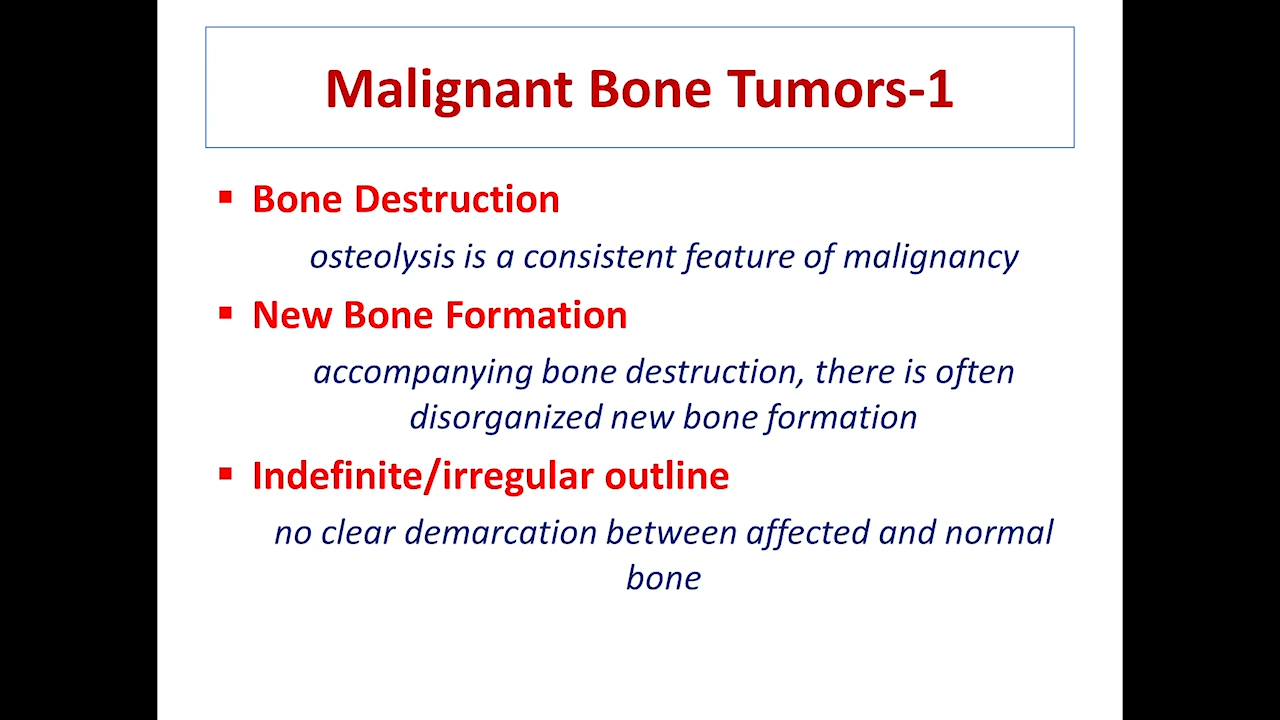 Malignant Bone Tumors-1
▪ Bone Destruction
osteolysis is a consistent feature of malignancy
▪ New Bone Formation
accompanying bone destruction, there is often
disorganized new bone formation
▪ Indefinite/irregular outline
no clear demarcation between affected and normal
bone